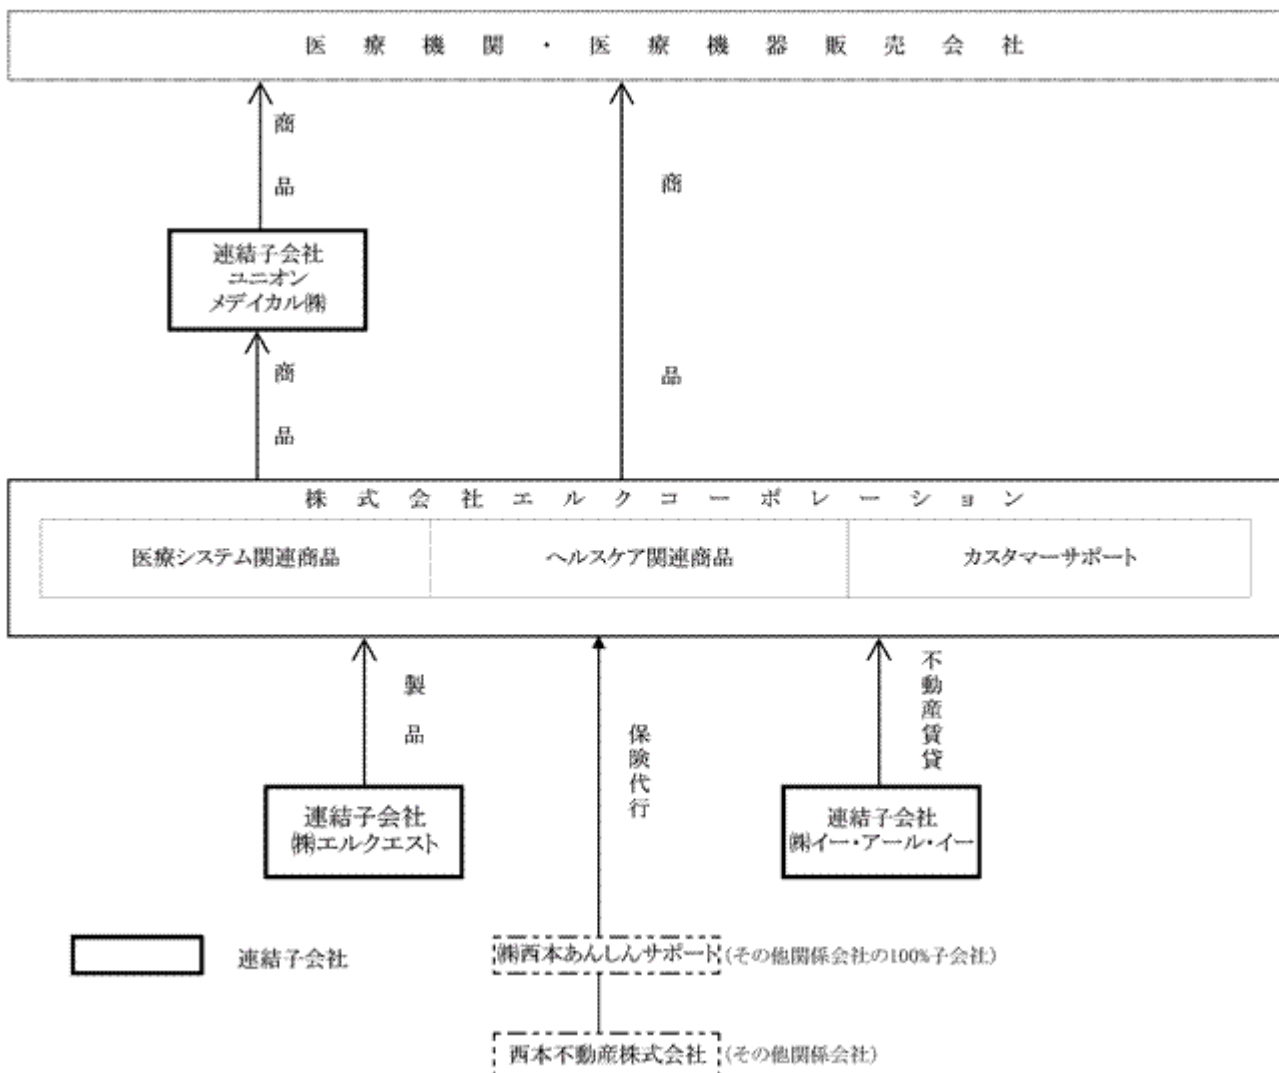 医療機関・医療機器販売会社
商品
商品
連結子会社
ユニオン
メデイカル㈱
商品
株式会社エルクコーポレーション
医療システム関連商品
ヘルスケア関連商品
カスタマーサポート
製品
保険代行
不動産賃貸
連結子会社
㈱エルクエスト
連結子会社
㈱イー・アール・イー
連結子会社
㈱西本あんしんサポート
(その他関係会社の100%子会社)
西本不動産株式会社
(その他関係会社)